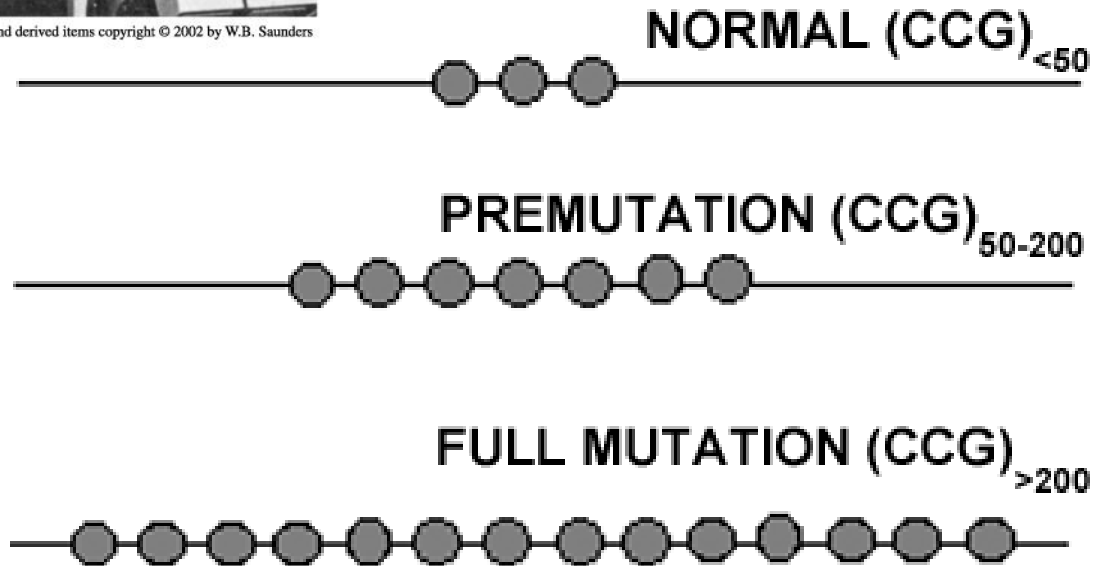 nd derived items copyright © 2002 by W.B. Saunders
NORMAL (CCG)<50
PREMUTATION (CCG)50-200
FULL MUTATION (CCG)>200